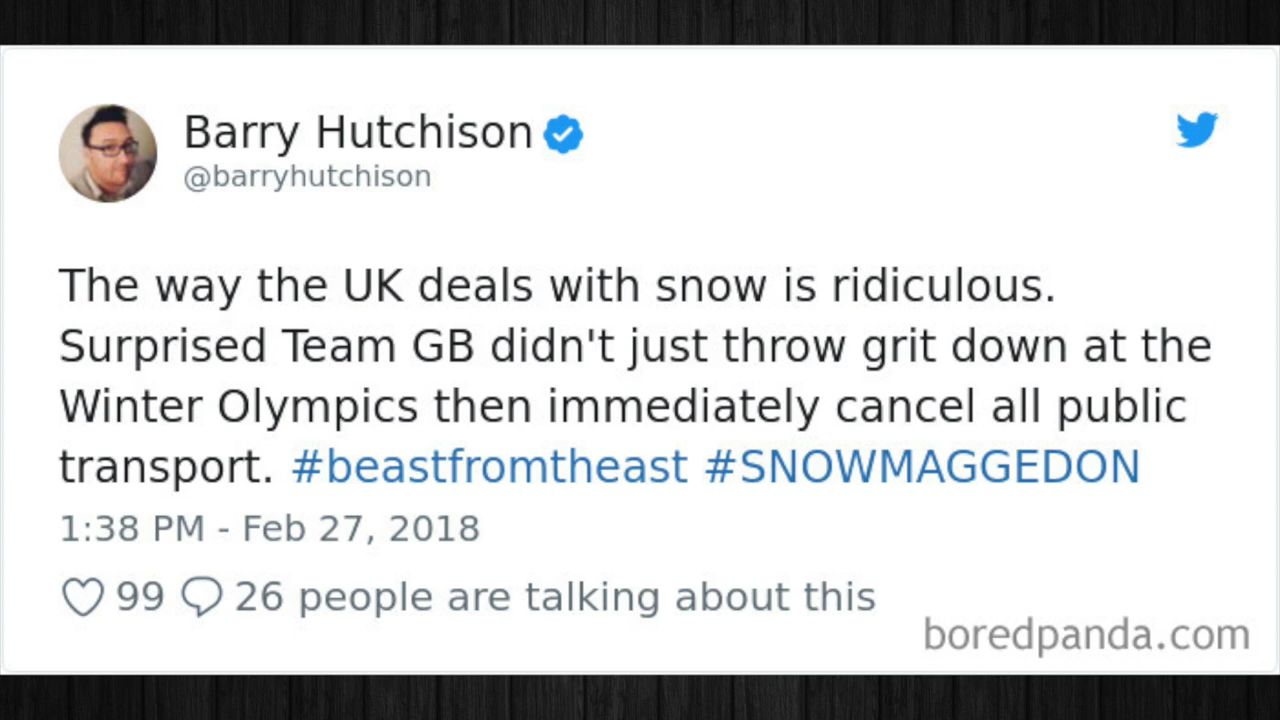 Barry Hutchison
@barryhutchison
The way the UK deals with snow is ridiculous.
Surprised Team GB didn't just throw grit down at the
Winter Olympics then immediately cancel all public
transport. #beastfromtheast #SNOWMAGGEDON
1:38 PM - Feb 27, 2018
99 26 people are talking about this
boredpanda.com